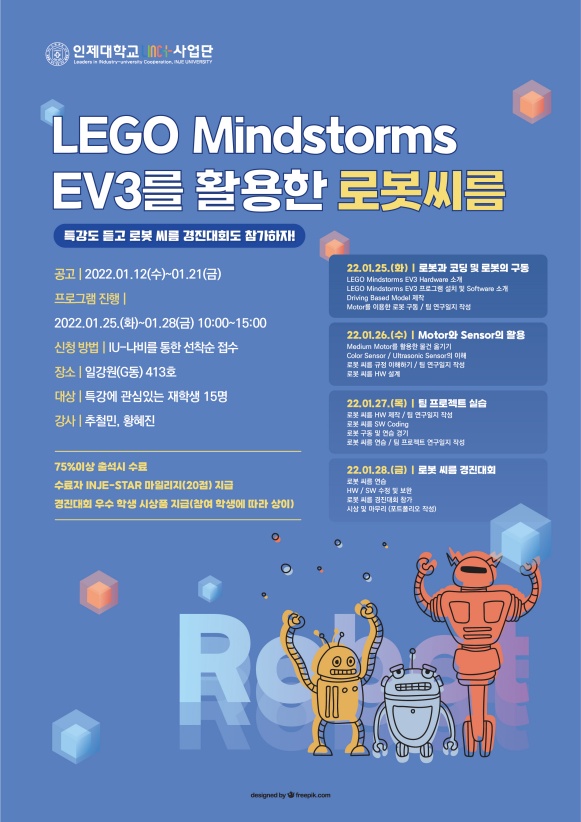 인제대학교 LINC+사업단
Leaders in INdustry-university Cooperation, INJE UNIVERSITY
LEGO Mindstorms
EV3를 활용한 로봇씨름
특강도 듣고 로봇 씨름 경진대회도 참가하자!
공고 | 2022.01.12(수)~01.21(금)
프로그램 진행 |
2022.01.25.(화)~01.28(금) 10:00~15:00
신청 방법 | IU-나비를 통한 선착순 접수
장소 | 일강원(G동) 413호
대상 | 특강에 관심있는 재학생 15명
강사 | 추철민, 황혜진
75%이상 출석시 수료
수료자 INJE-STAR 마일리지(20점) 지급
경진대회 우수 학생 시상품 지급(참여 학생에 따라 상이)
22.01.25.(화) | 로봇과 코딩 및 로봇의 구동
LEGO Mindstorms EV3 Hardware 소개
LEGO Mindstorms EV3 프로그램 설치 및 Software 소개
Driving Based Model 제작
Motor를 이용한 로봇 구동 / 팀 연구일지 작성
22.01.26.(수) | Motor와 Sensor의 활용
Medium Motor를 활용한 물건 옮기기
Color Sensor / Ultrasonic Sensor의 이해
로봇 씨름 규정 이해하기 / 팀 연구일지 작성
로봇 씨름 HW 설계
22.01.27.(목) | 팀 프로젝트 실습
로봇 씨름 HW 제작 / 팀 연구일지 작성
로봇 씨름 SW Coding
로봇 구동 및 연습 경기
로봇 씨름 연습 / 팀 프로젝트 연구일지 작성
22.01.28.(금) | 로봇 씨름 경진대회
로봇 씨름 연습
HW / SW 수정 및 보완
로봇 씨름 경진대회 참가
시상 및 마무리 (포트폴리오 작성)
Robot
designed by freepik.com